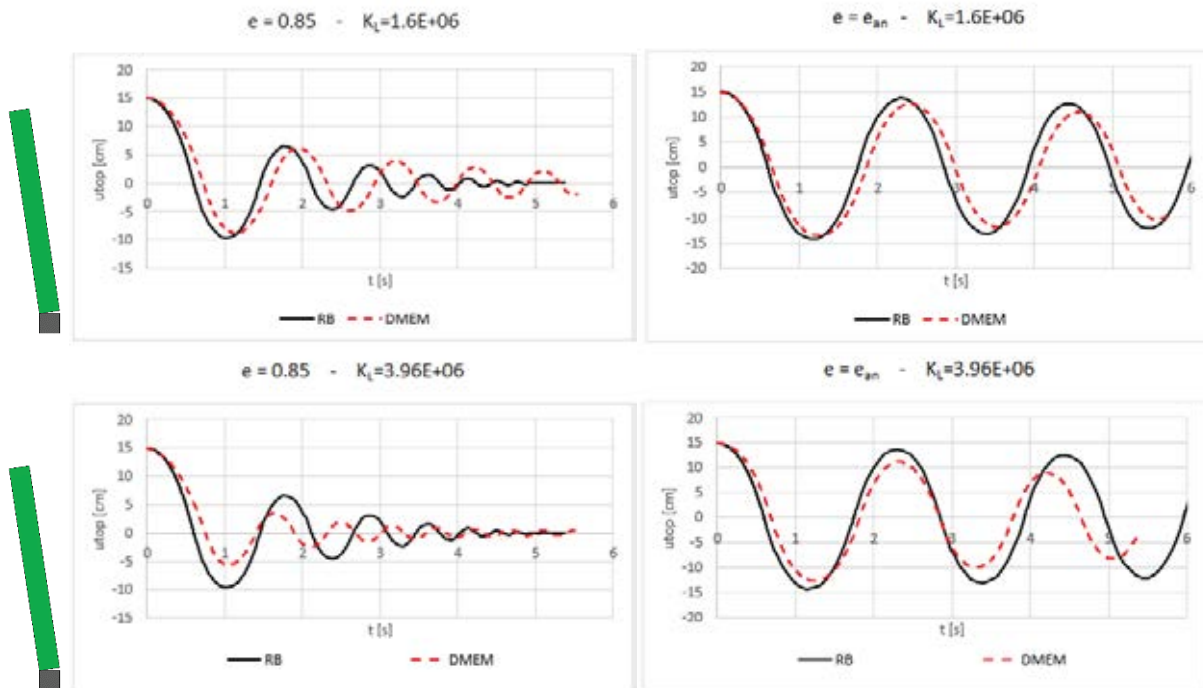 e = 0.85 - K_L=1.6E+06
e = e_an - K_L=1.6E+06
20
15
10
5
0
-5
-10
-15
utop [cm]
0 1 2 3 4 5 6
t [s]
RB DMEM
20
15
10
5
0
-5
-10
-15
-20
utop [cm]
0 1 2 3 4 5 6
t [s]
RB DMEM
e = 0.85 - K_L=3.96E+06
e = e_an - K_L=3.96E+06
20
15
10
5
0
-5
-10
-15
utop [cm]
0 1 2 3 4 5 6
t [s]
RB DMEM
20
15
10
5
0
-5
-10
-15
-20
utop [cm]
0 1 2 3 4 5 6
t [s]
RB DMEM